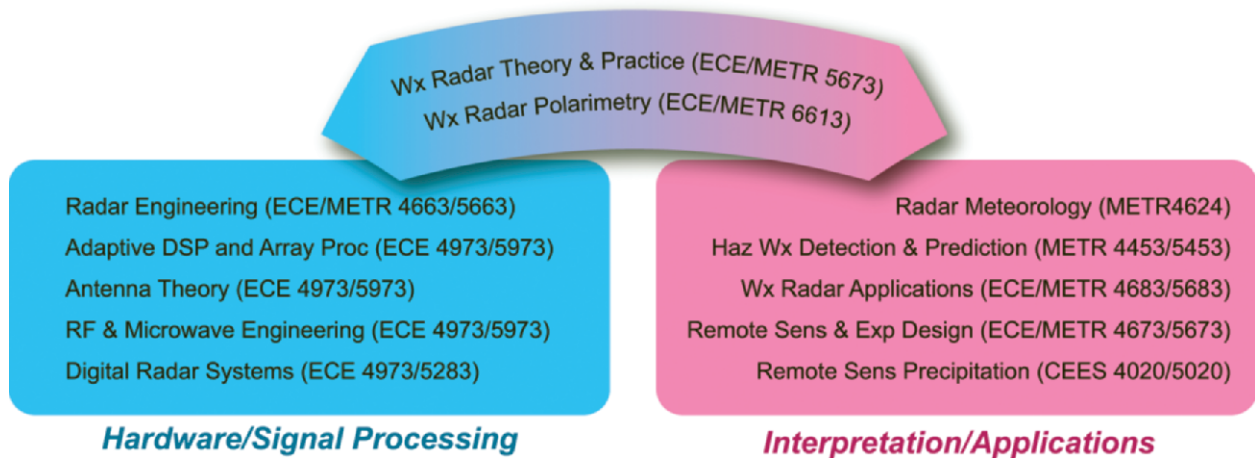 Wx Radar Theory & Practice (ECE/METR 5673)
Wx Radar Polarimetry (ECE/METR 6613)
Radar Engineering (ECE/METR 4663/5663)
Adaptive DSP and Array Proc (ECE 4973/5973)
Antenna Theory (ECE 4973/5973)
RF & Microwave Engineering (ECE 4973/5973)
Digital Radar Systems (ECE 4973/5283)
Hardware/Signal Processing
Radar Meteorology (METR4624)
Haz Wx Detection & Prediction (METR 4453/5453)
Wx Radar Applications (ECE/METR 4683/5683)
Remote Sens & Exp Design (ECE/METR 4673/5673)
Remote Sens Precipitation (CEES 4020/5020)
Interpretation/Applications